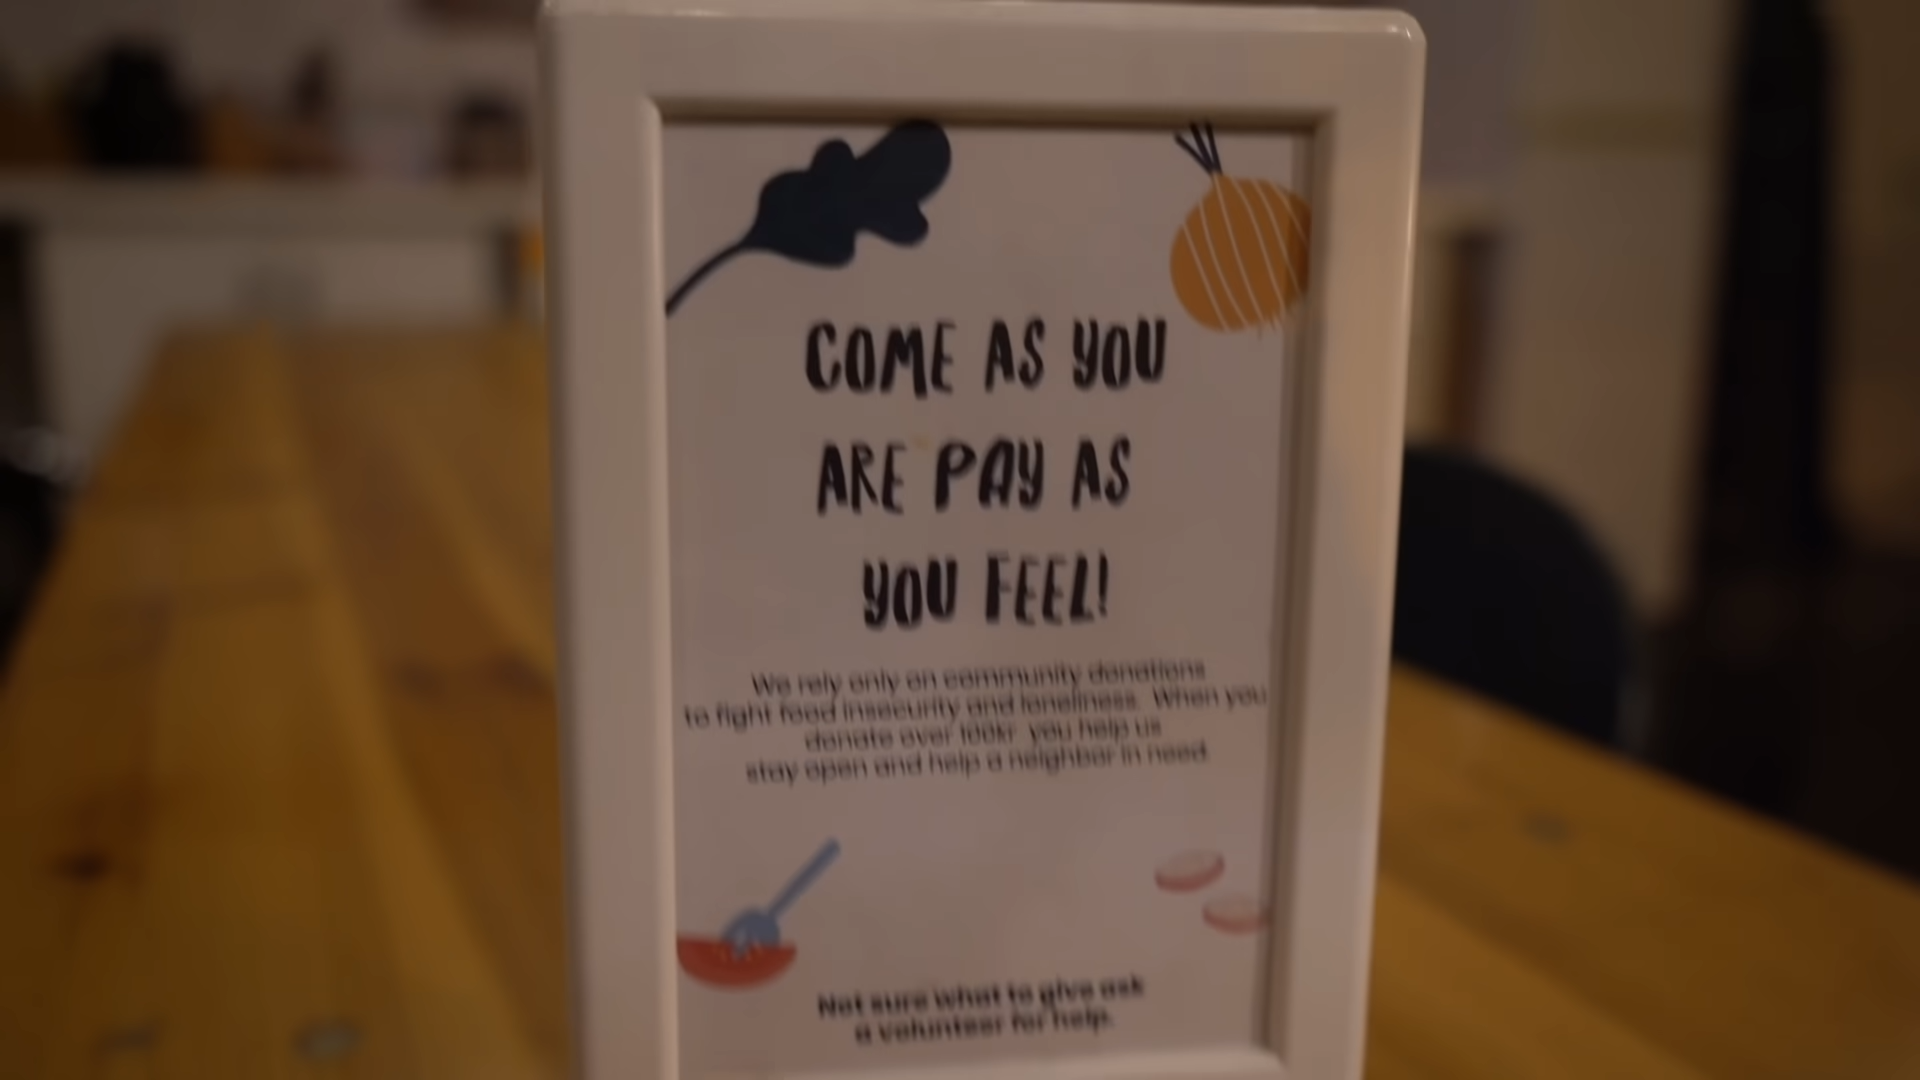 COME AS YOU
ARE PAY AS
YOU FEEL!
We rely only on community donations
to fight food insecurity and loneliness. When you
donate over 100kr you help us
stay open and help a neighbor in need.
Not sure what to give ask
a volunteer for help.